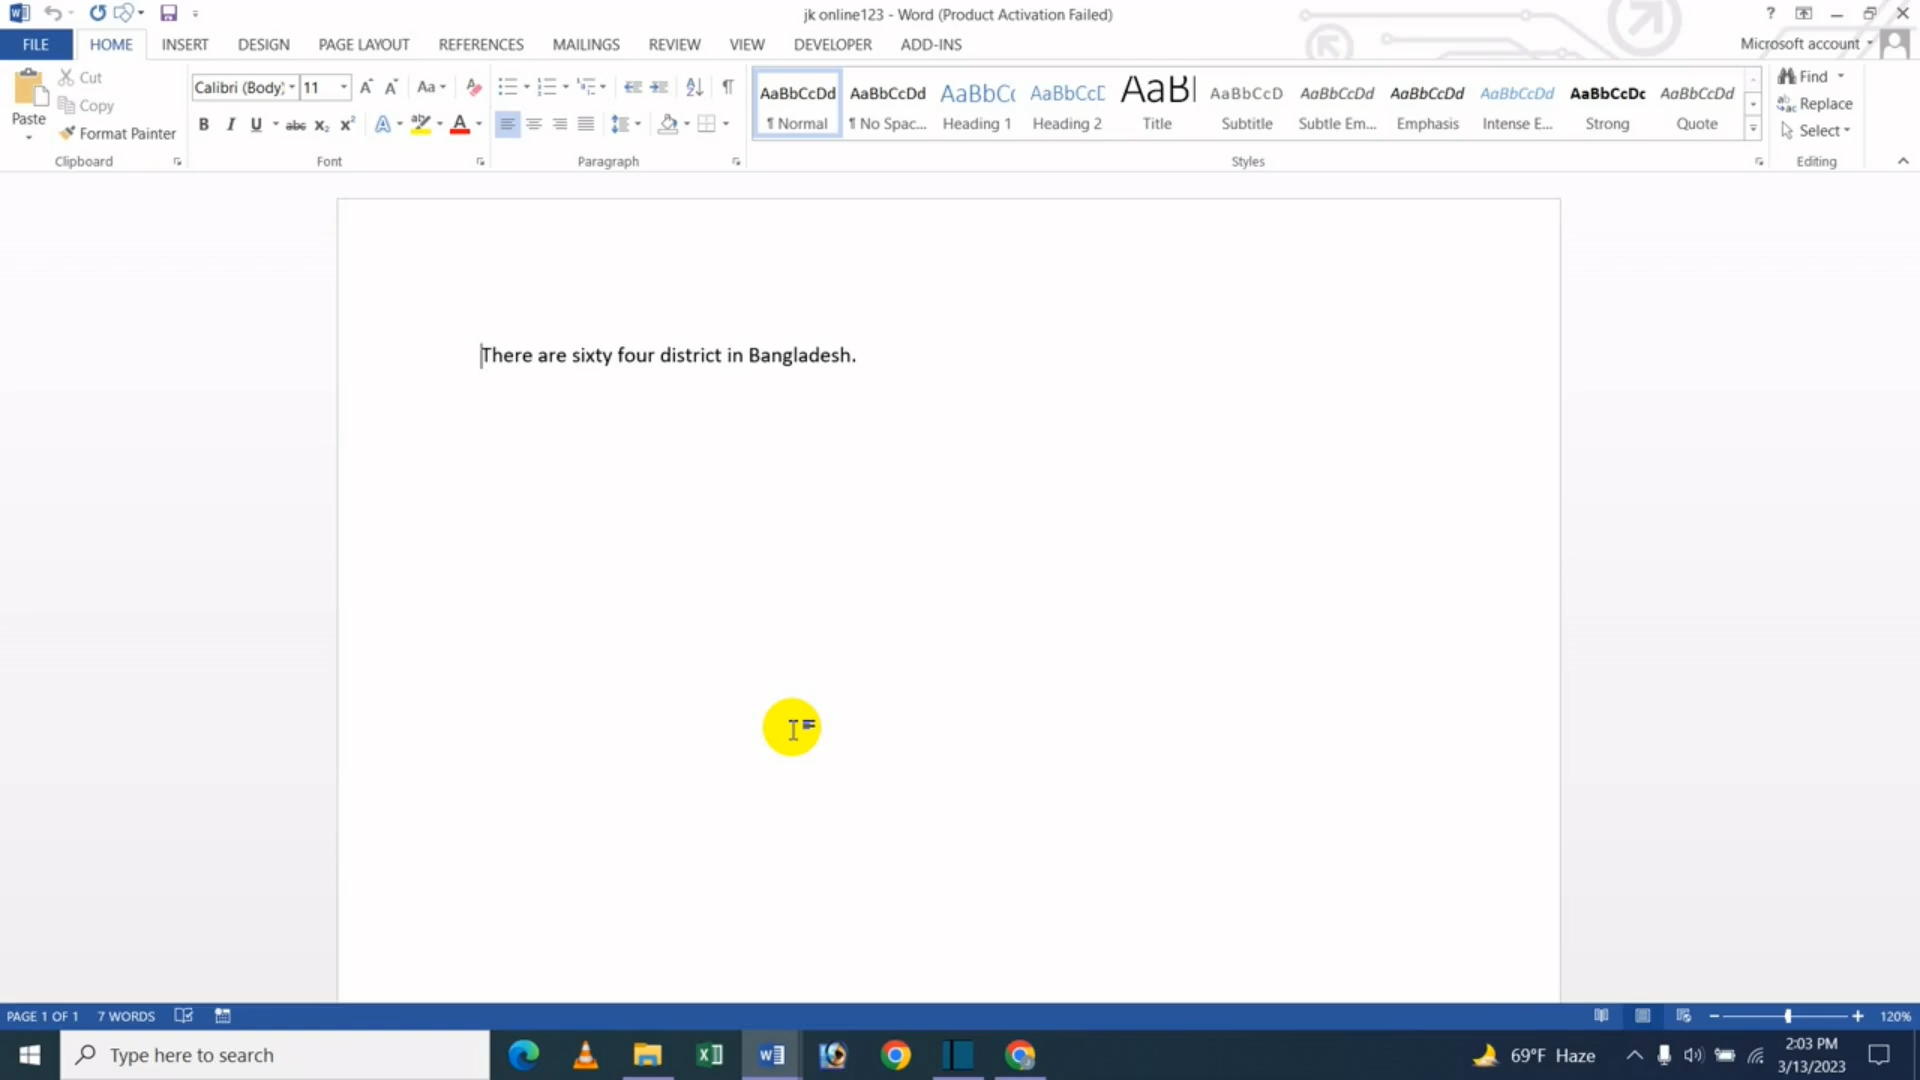 jk online123 - Word (Product Activation Failed)
FILE HOME INSERT DESIGN PAGE LAYOUT REFERENCES MAILINGS REVIEW VIEW DEVELOPER ADD-INS Microsoft account
Cut
Copy
Format Painter
Paste
Clipboard
Calibri (Body) 11
Font
Paragraph
AaBbCcDd AaBbCcDd AaBbC AaBbCc AaB AaBbCcD AaBbCcDd AaBbCcDd AaBbCcDd AaBbCcDc AaBbCcDd
¶ Normal ¶ No Spac... Heading 1 Heading 2 Title Subtitle Subtle Em... Emphasis Intense E... Strong Quote
Styles
Find
Replace
Select
Editing
There are sixty four district in Bangladesh.
PAGE 1 OF 1 7 WORDS 120%
Type here to search
69°F Haze
2:03 PM
3/13/2023